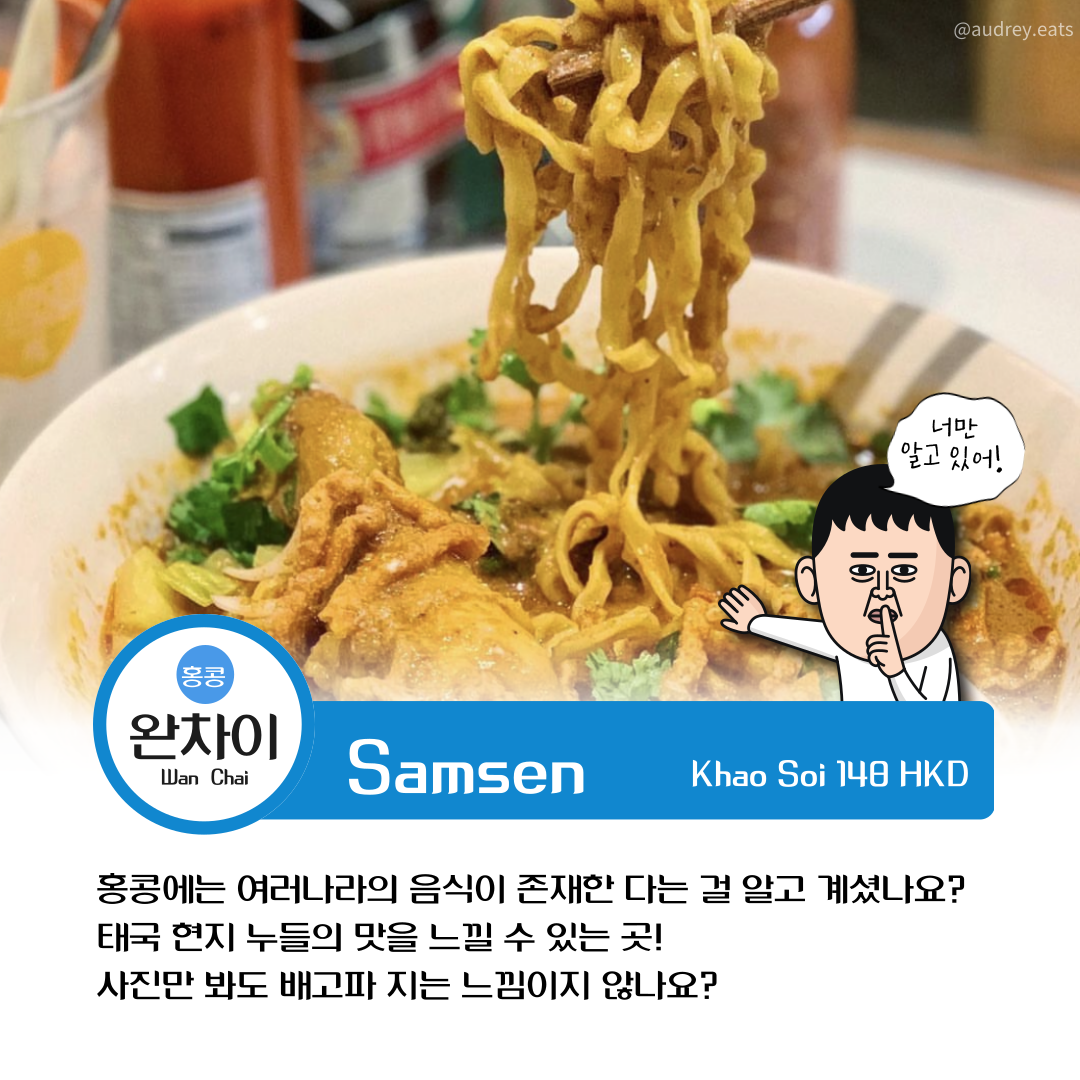 @audrey.eats
너만
알고 있어!
홍콩
완차이
Wan Chai
Samsen
Khao Soi 148 HKD
홍콩에는 여러나라의 음식이 존재한 다는 걸 알고 계셨나요?
태국 현지 누들의 맛을 느낄 수 있는 곳!
사진만 봐도 배고파 지는 느낌이지 않나요?